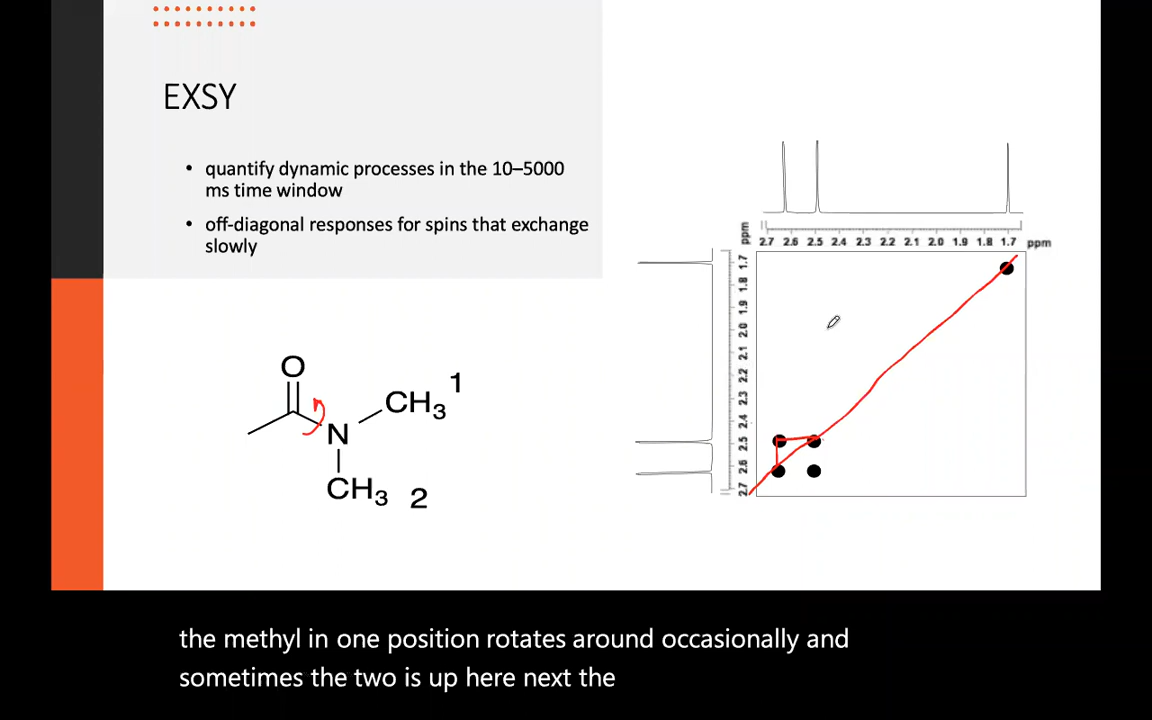 EXSY
• quantify dynamic processes in the 10–5000
ms time window
• off-diagonal responses for spins that exchange
slowly
O
N
CH3 1
CH3 2
ppm
2.7 2.6 2.5 2.4 2.3 2.2 2.1 2.0 1.9 1.8 1.7 ppm
1.7
1.8
1.9
2.0
2.1
2.2
2.3
2.4
2.5
2.6
2.7
the methyl in one position rotates around occasionally and
sometimes the two is up here next the